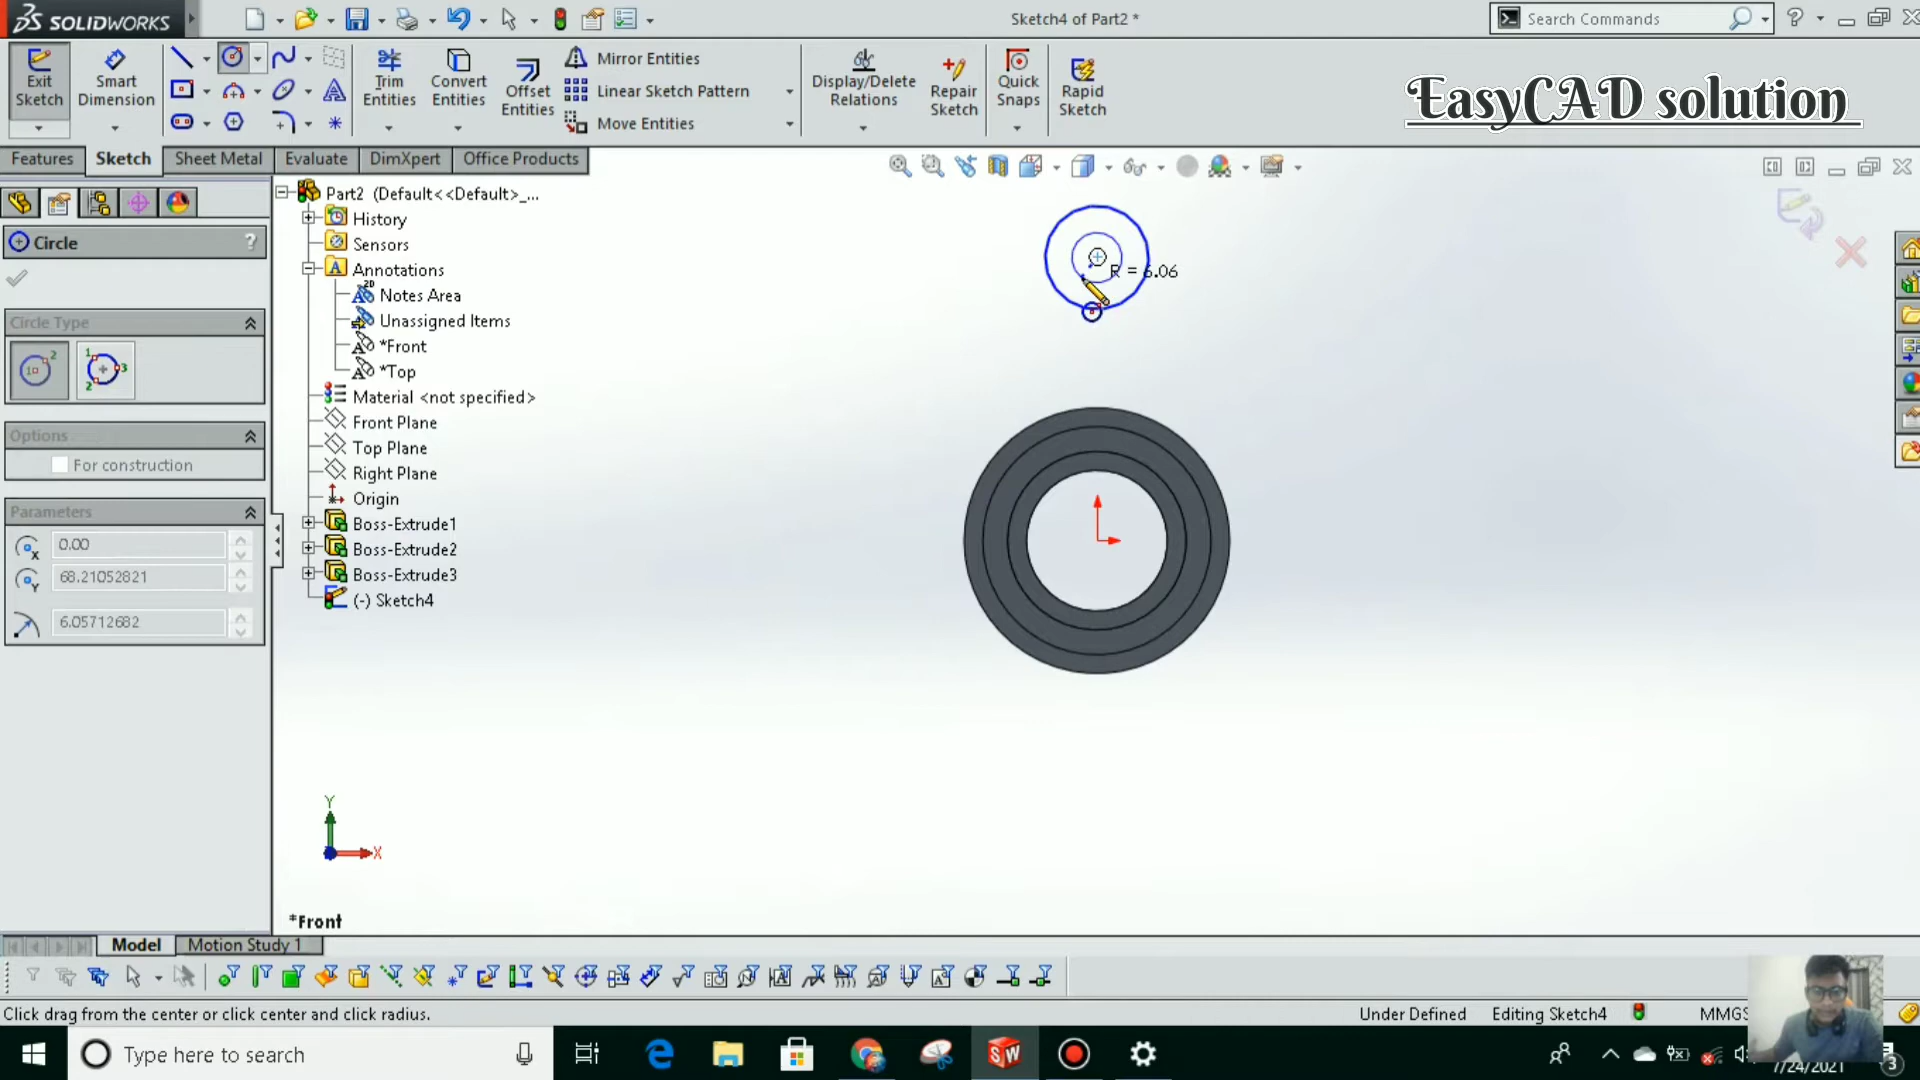 SOLIDWORKS
Sketch4 of Part2 *
Search Commands
Exit Sketch
Smart Dimension
Trim Entities
Convert Entities
Offset Entities
Mirror Entities
Linear Sketch Pattern
Move Entities
Display/Delete Relations
Repair Sketch
Quick Snaps
Rapid Sketch
EasyCAD solution
Features
Sketch
Sheet Metal
Evaluate
DimXpert
Office Products
Part2 (Default<<Default>_...
History
Circle
?
Sensors
Annotations
R = 6.06
Notes Area
Circle Type
Unassigned Items
*Front
*Top
Material <not specified>
Front Plane
Options
Top Plane
For construction
Right Plane
Origin
Parameters
Boss-Extrude1
0.00
Boss-Extrude2
68.21052821
Boss-Extrude3
(-) Sketch4
6.05712682
Y
X
*Front
Model
Motion Study 1
Click drag from the center or click center and click radius.
Under Defined
Editing Sketch4
MMGS
Type here to search
7/24/2021
3